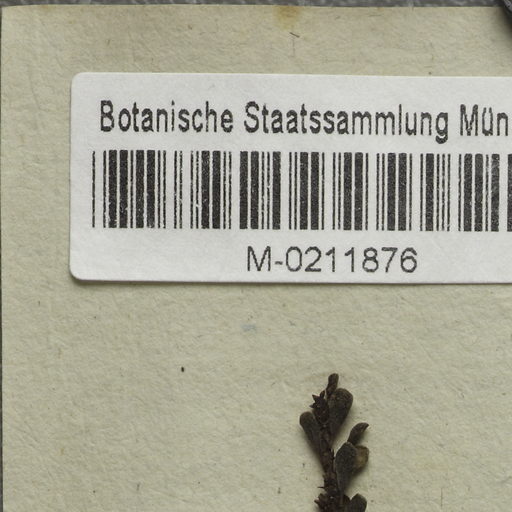 Botanische Staatssammlung Mün
M-0211876